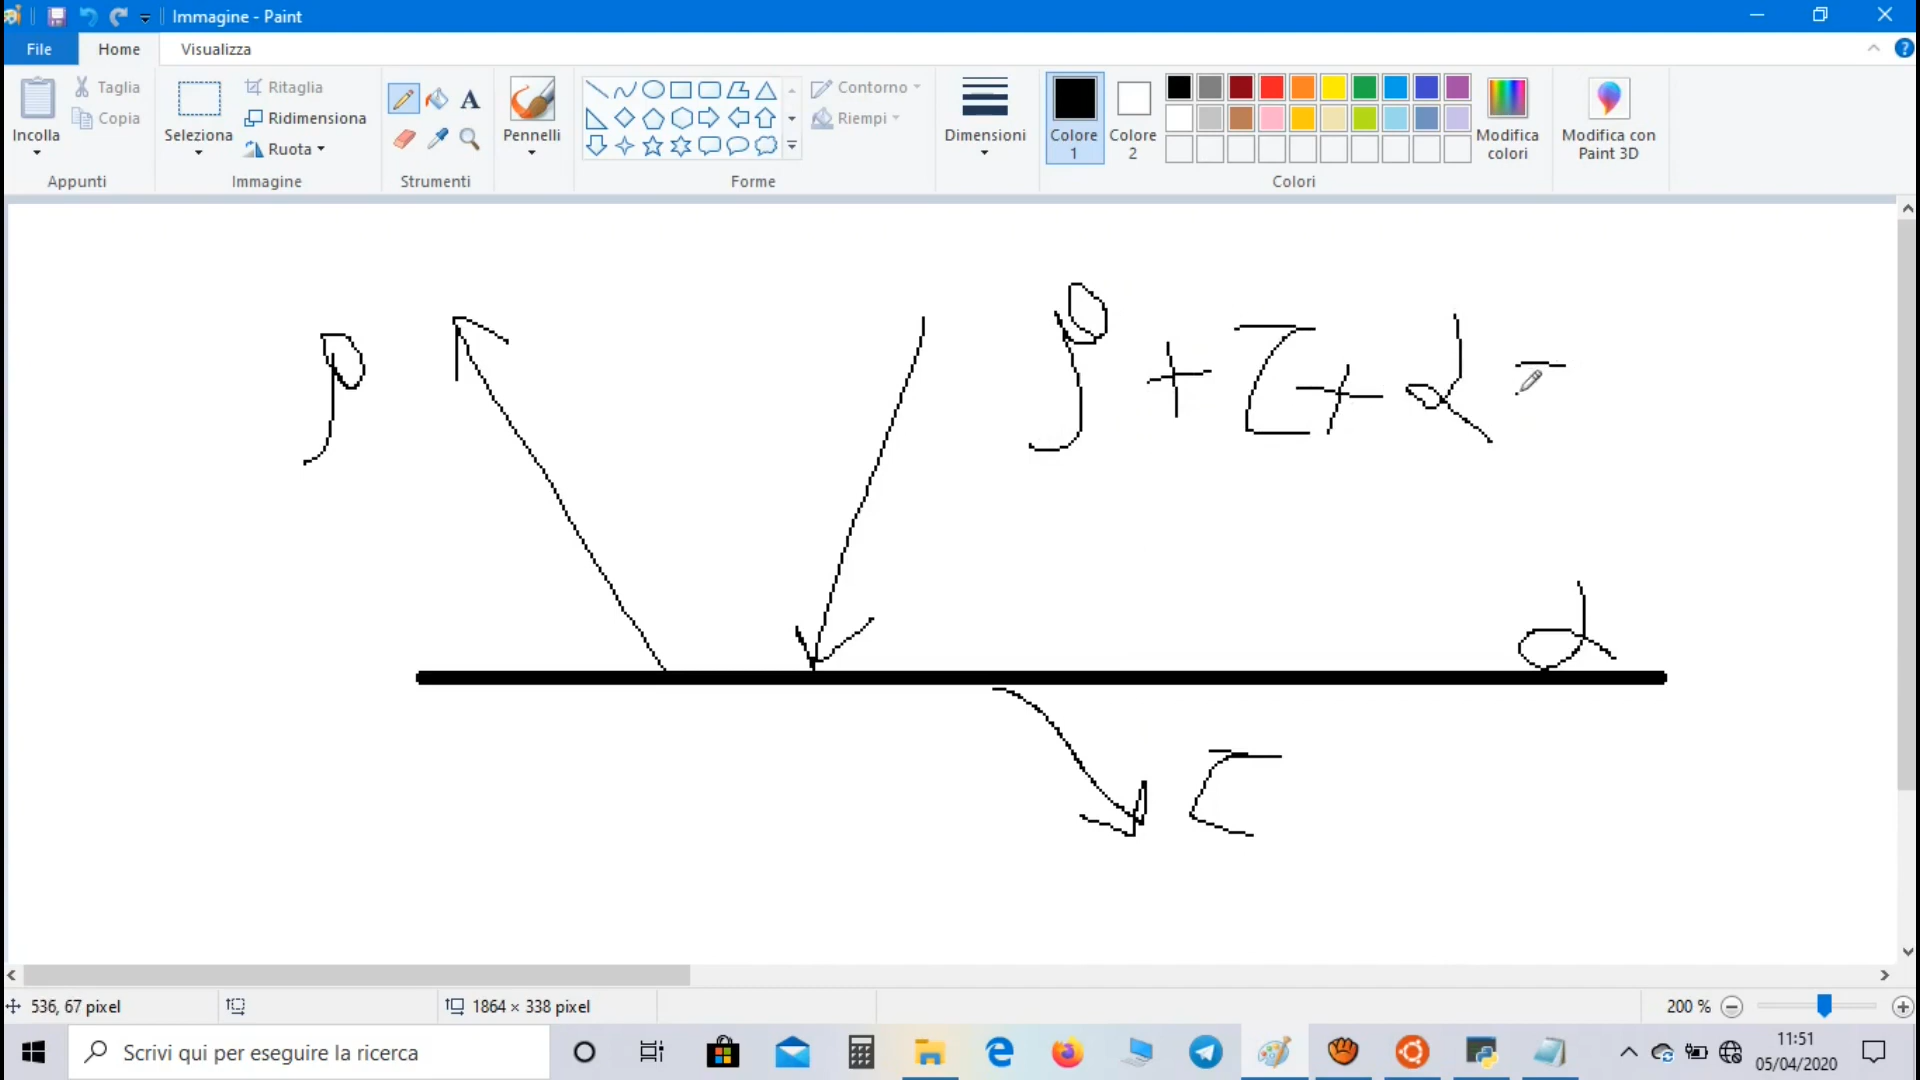 Immagine - Paint
File Home Visualizza
Incolla
Taglia
Copia
Appunti
Seleziona
Ritaglia
Ridimensiona
Ruota
Immagine
Strumenti
A
Pennelli
Forme
Contorno
Riempi
Dimensioni
Colore 1
Colore 2
Modifica colori
Colori
Modifica con Paint 3D
ρ
ρ + τ + α =
α
τ
536, 67 pixel
1864 × 338 pixel
200 %
Scrivi qui per eseguire la ricerca
11:51
05/04/2020